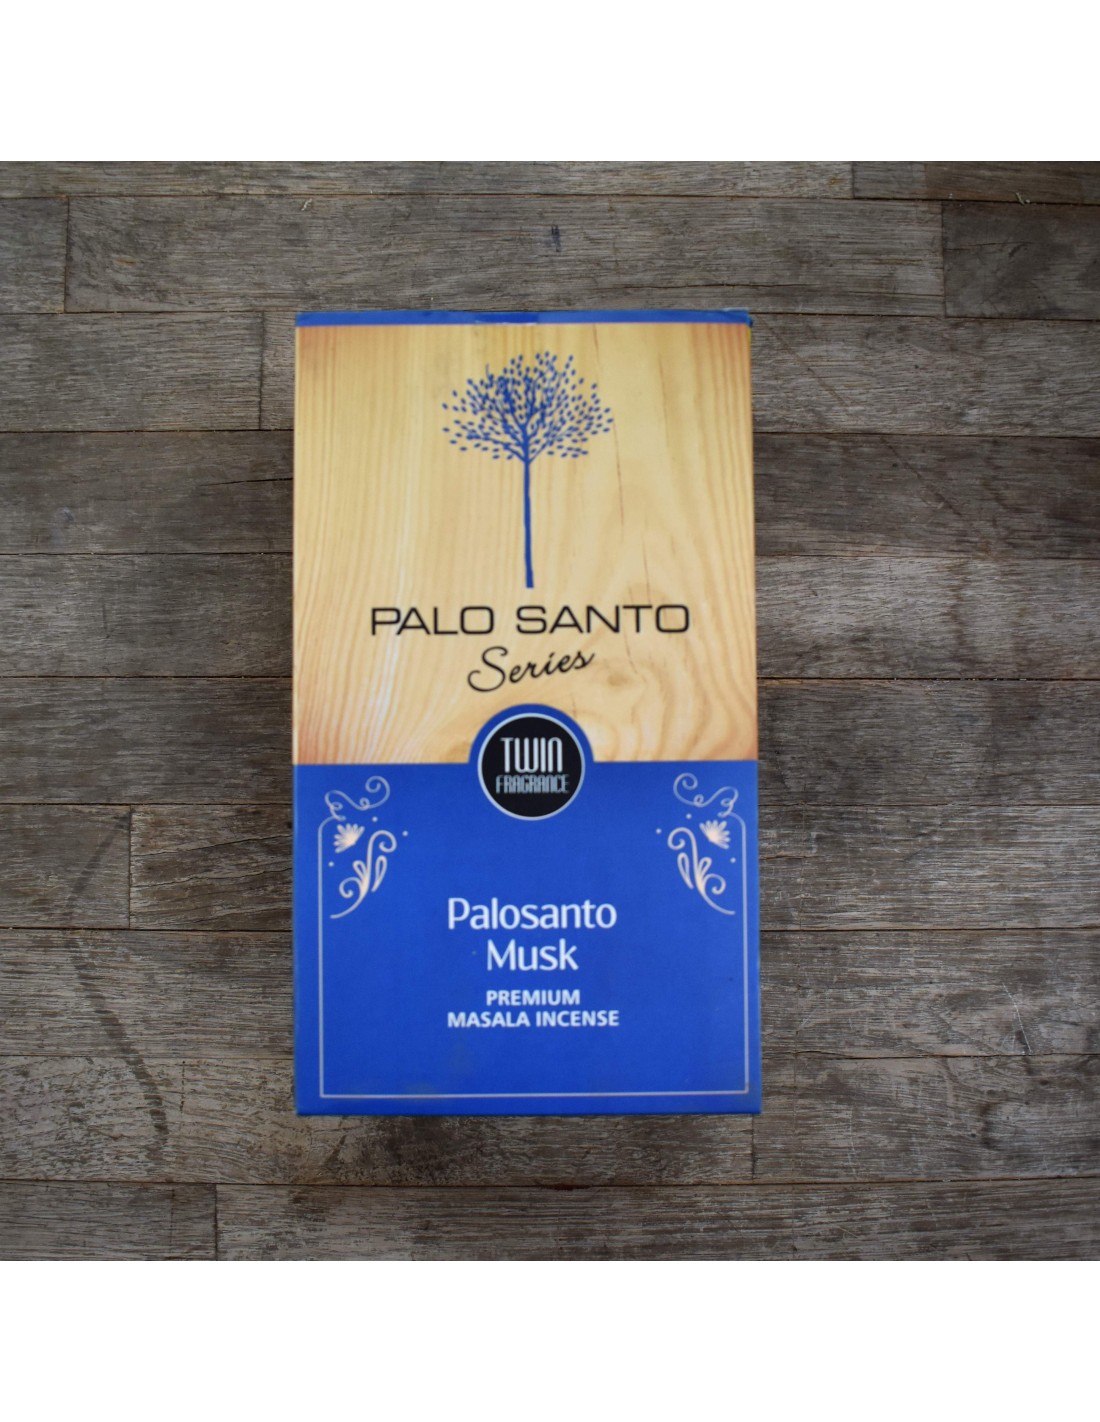 PALO SANTO
Series
TWIN
FRAGRANCE
Palosanto
Musk
PREMIUM
MASALA INCENSE